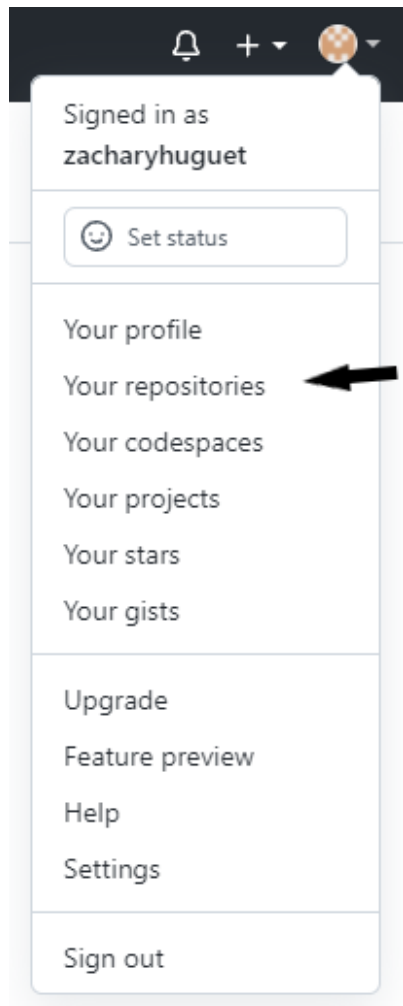 Signed in as
zacharyhuguet
Set status
Your profile
Your repositories
Your codespaces
Your projects
Your stars
Your gists
Upgrade
Feature preview
Help
Settings
Sign out